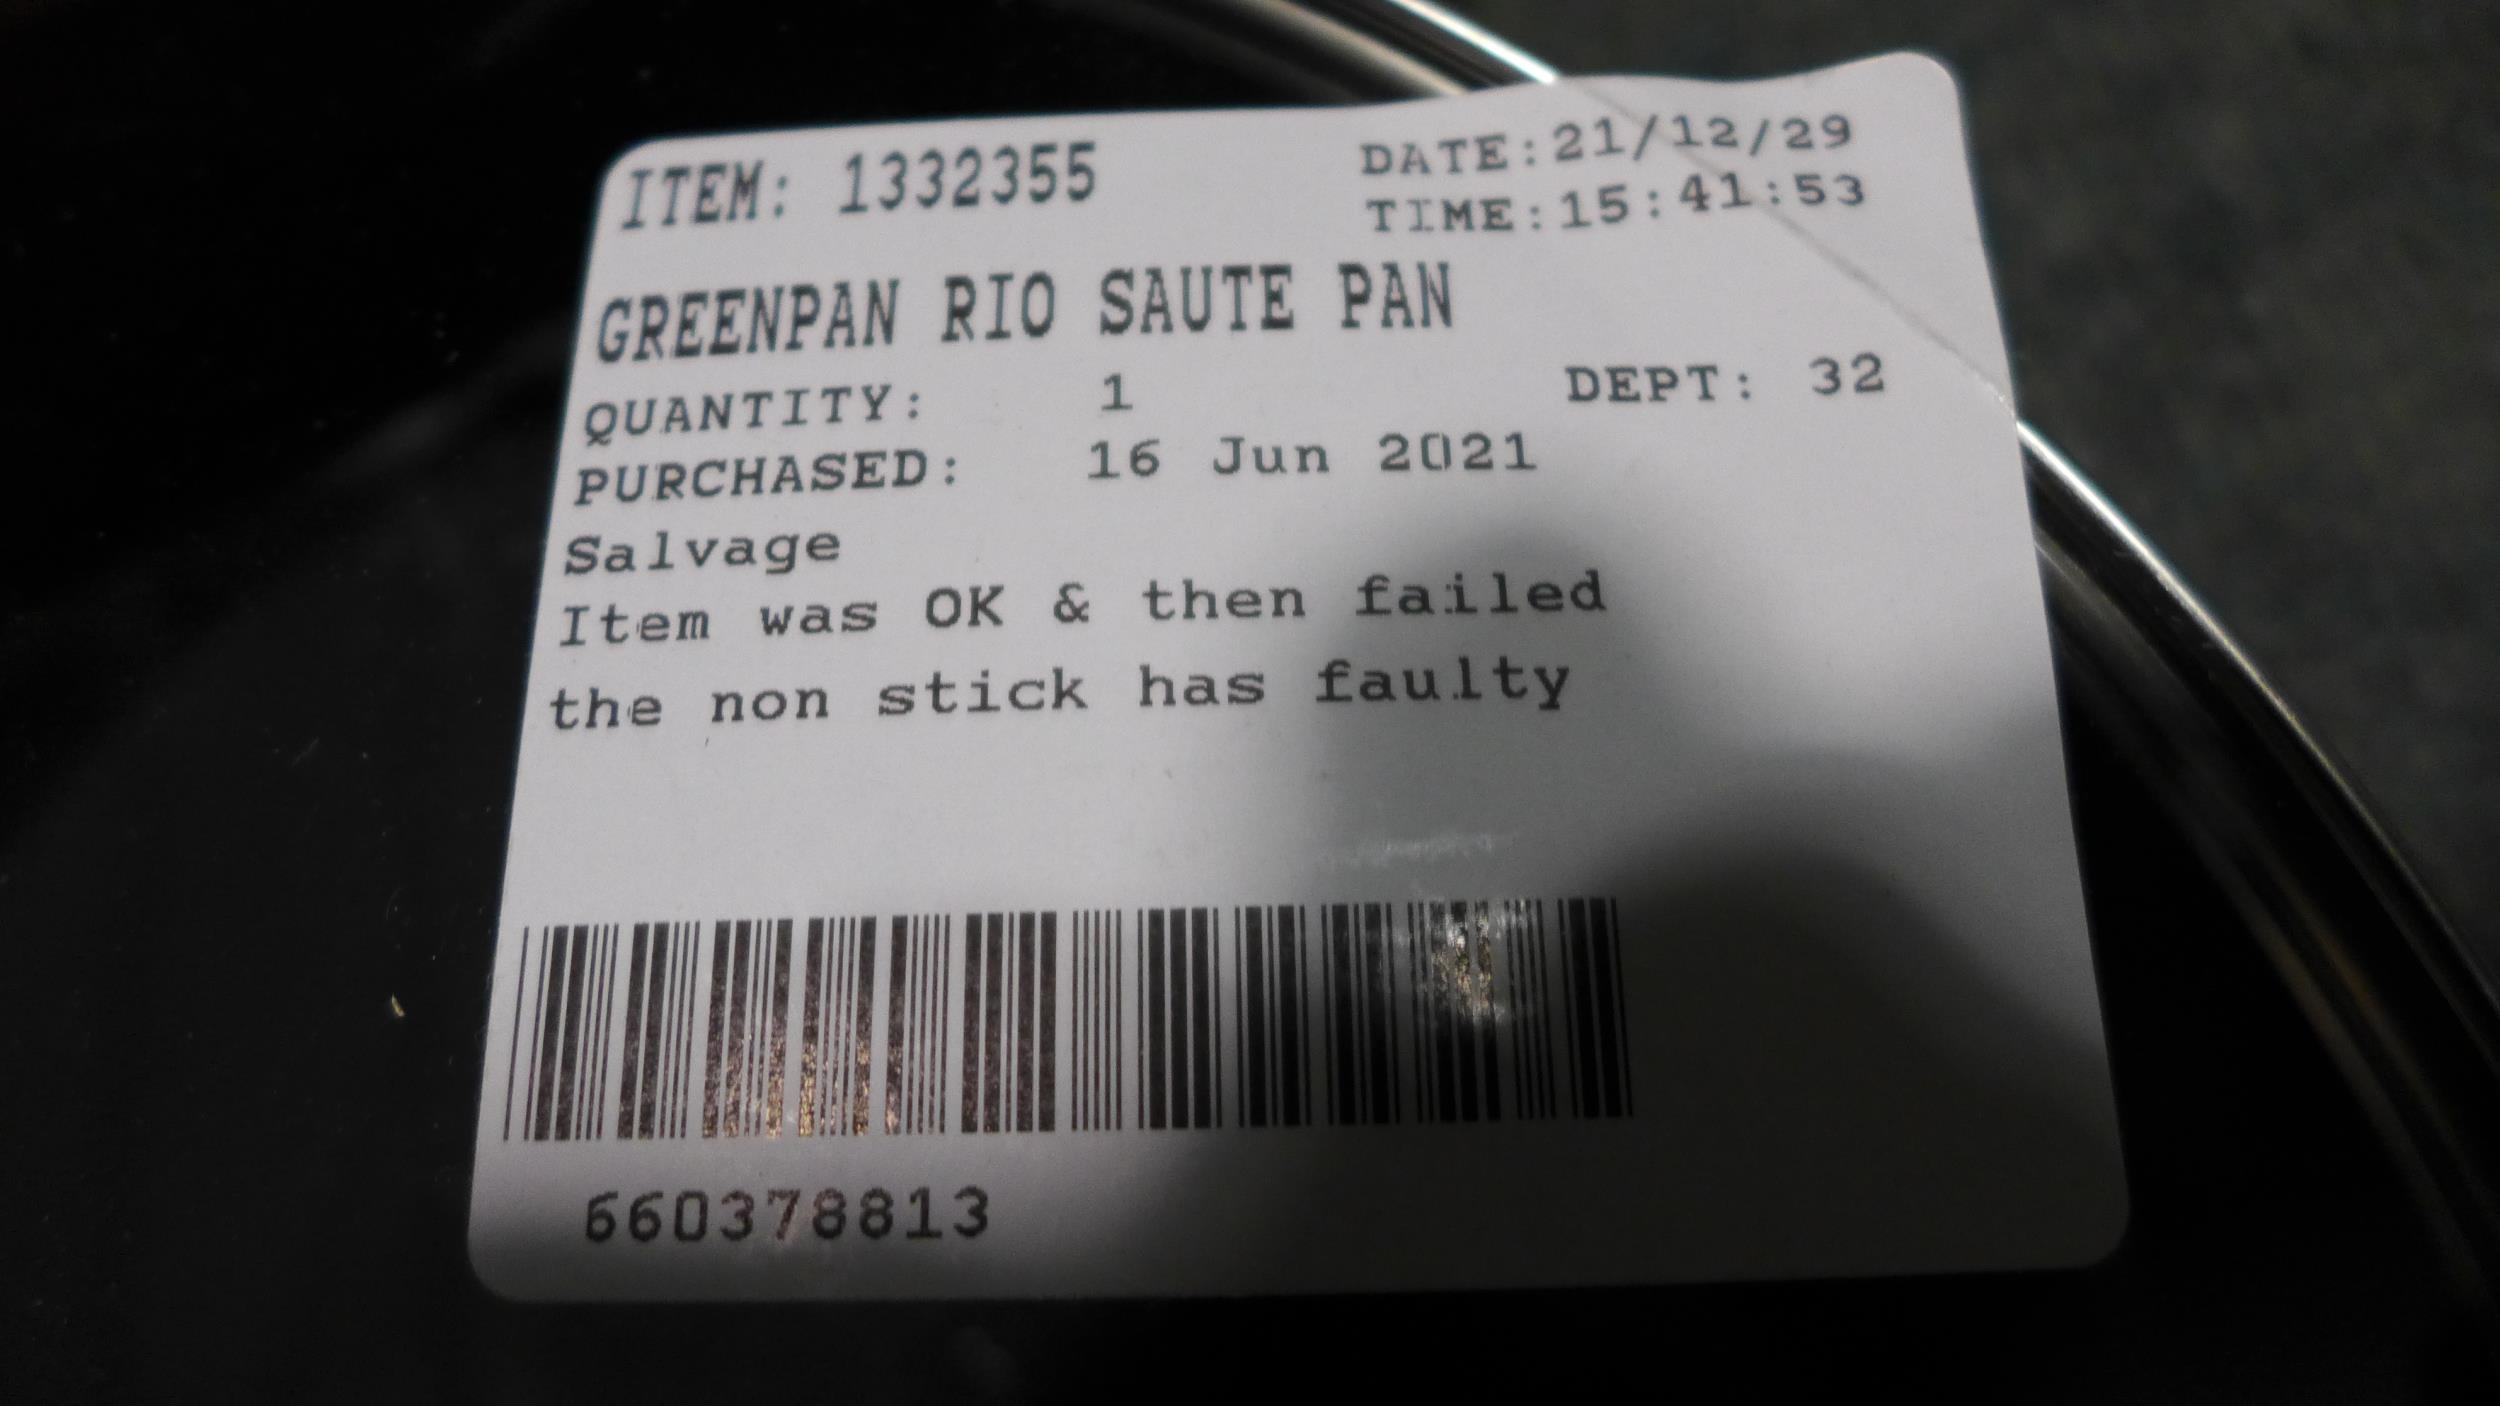 ITEM: 1332355
DATE:21/12/29
TIME:15:41:53
GREENPAN RIO SAUTE PAN
QUANTITY: 1 DEPT: 32
PURCHASED: 16 Jun 2021
Salvage
Item was OK & then failed
the non stick has faulty
660378813